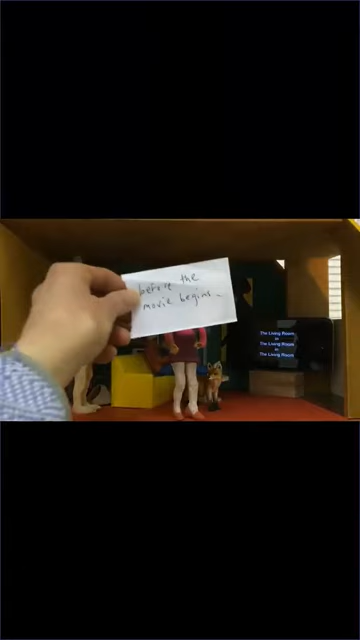 before the
movie begins.
The Living Room
in
The Living Room
in
The Living Room